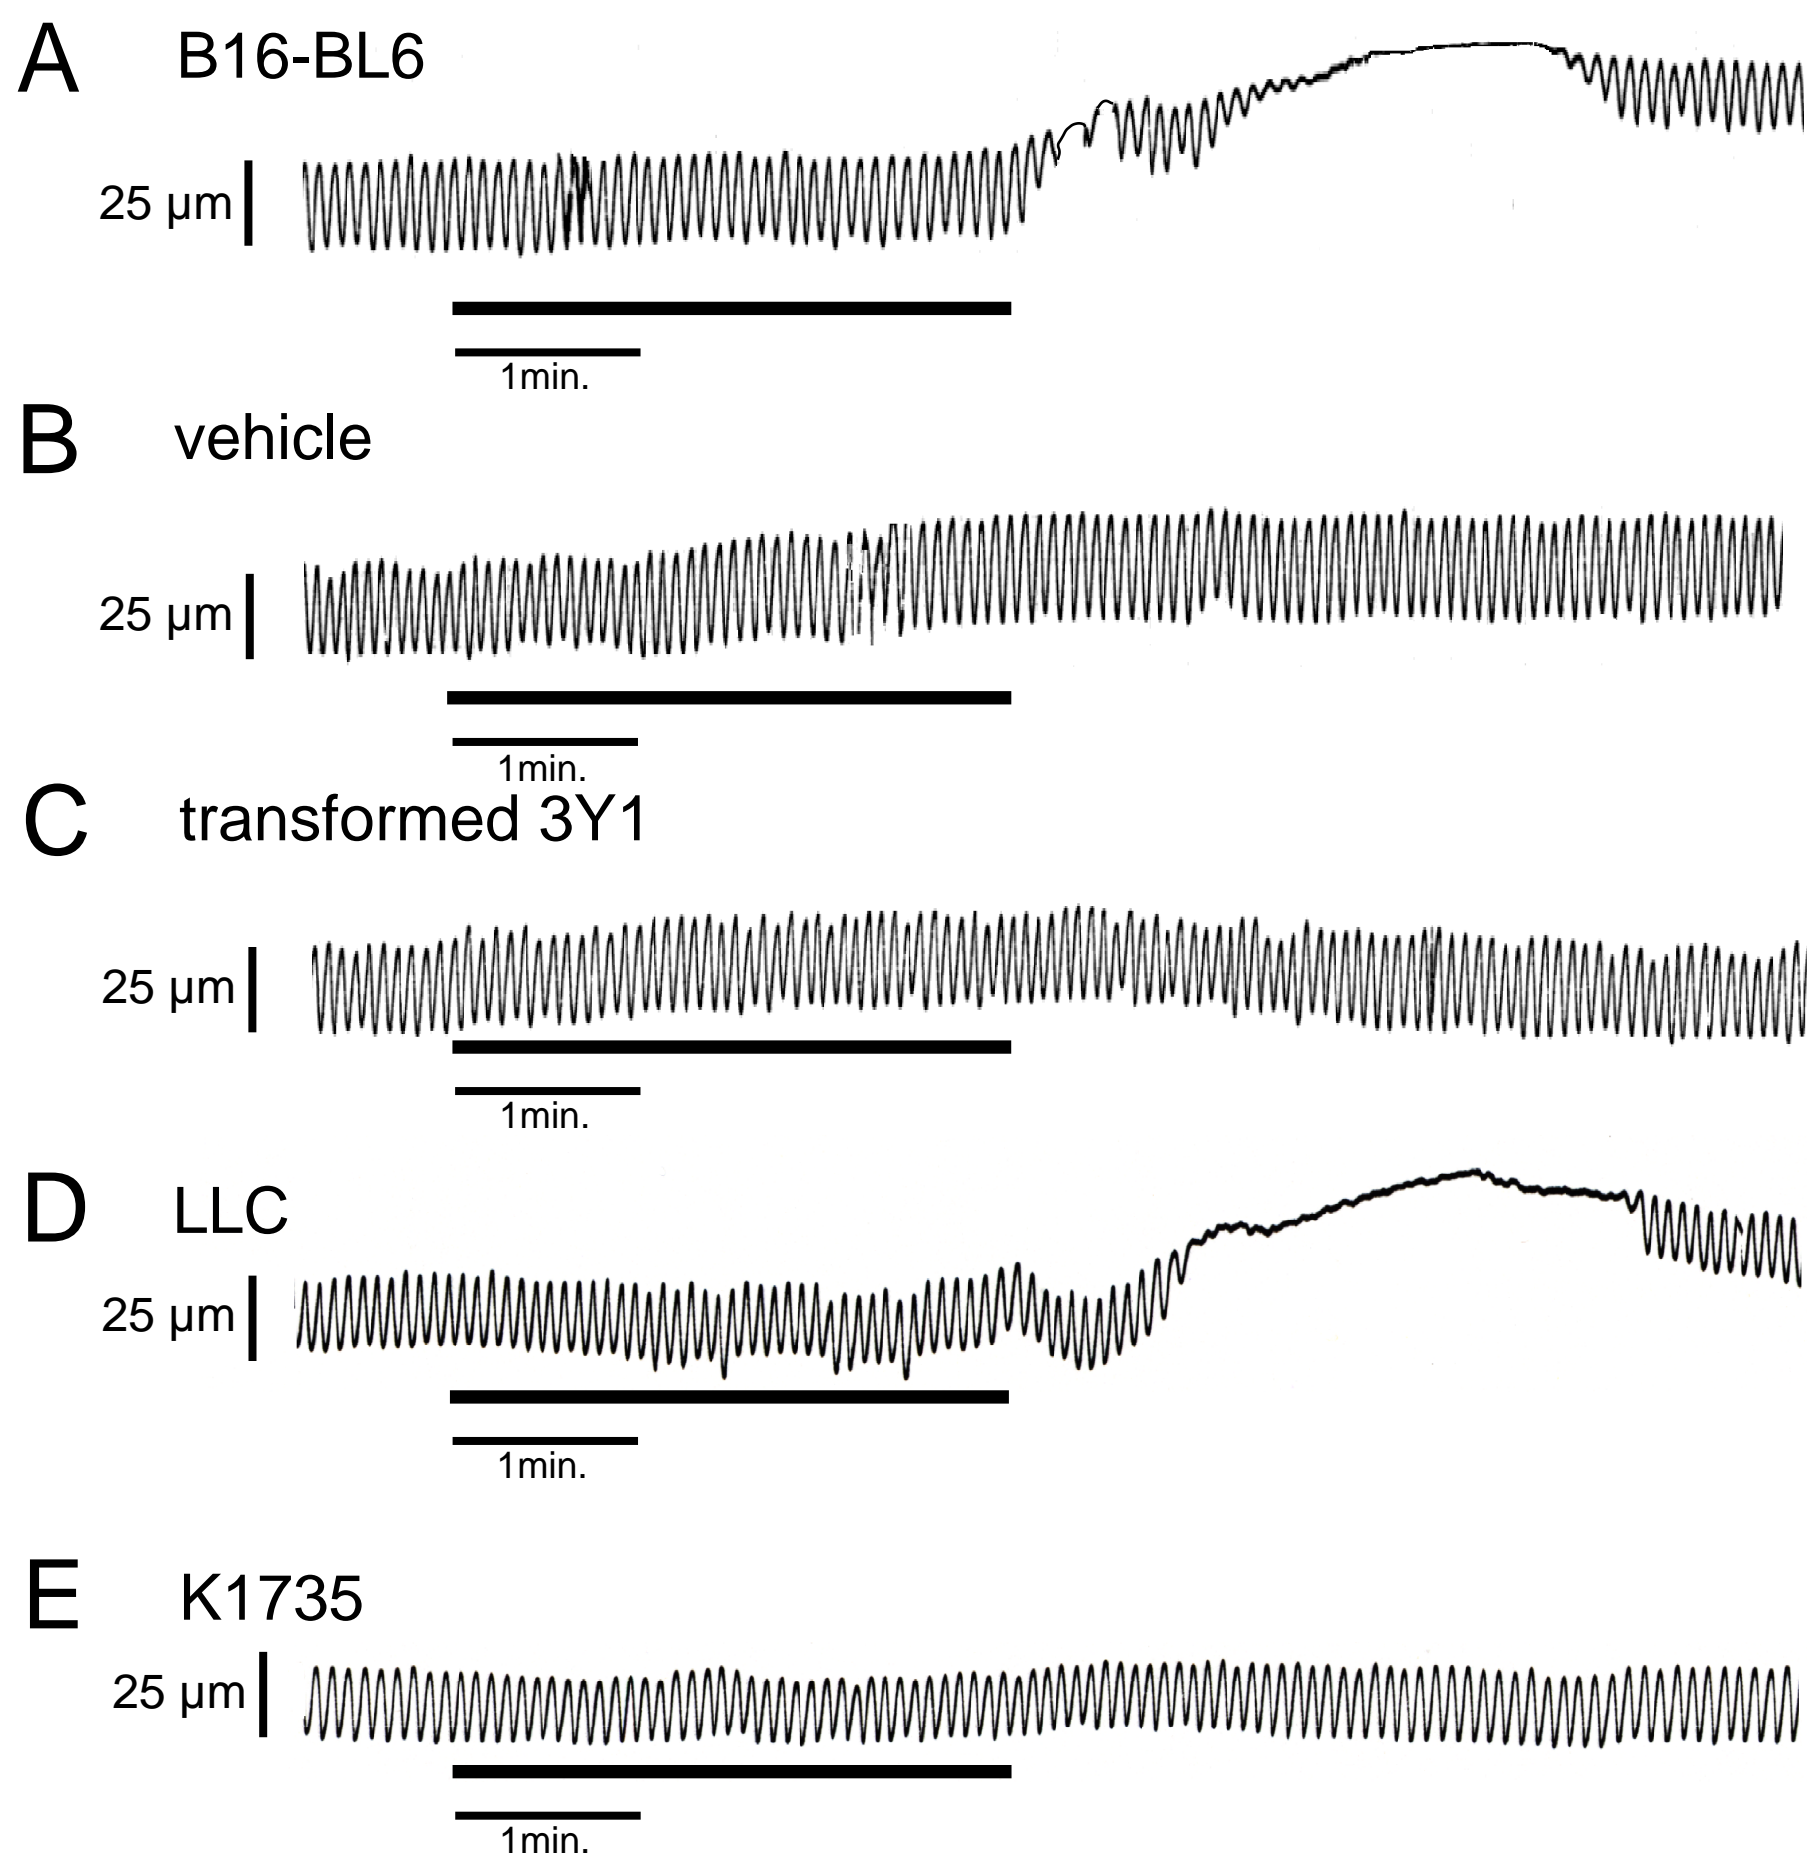 A B16-BL6
25 µm
1min.
B vehicle
25 µm
1min.
C transformed 3Y1
25 µm
1min.
D LLC
25 µm
1min.
E K1735
25 µm
1min.